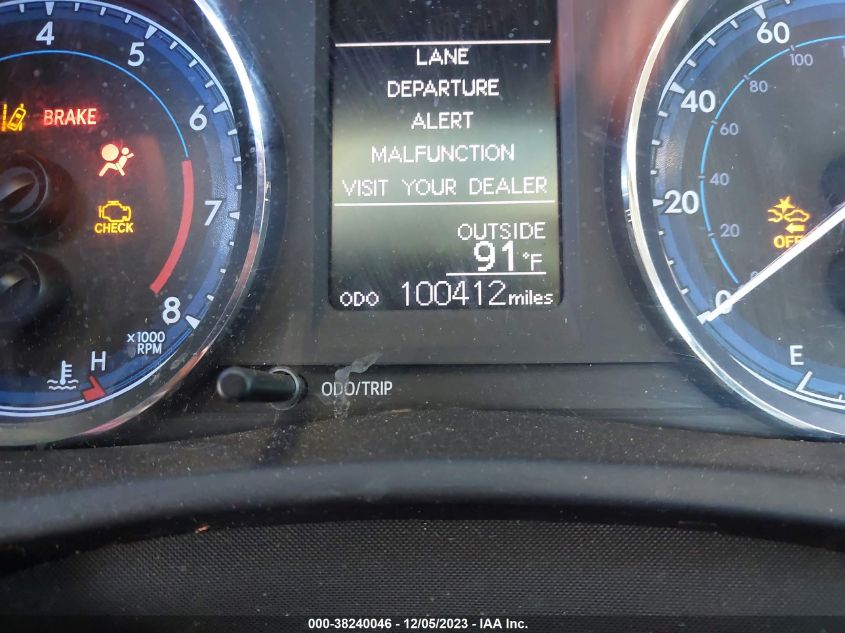 4
5
6
7
8
x1000
RPM
BRAKE
CHECK
H
LANE
DEPARTURE
ALERT
MALFUNCTION
VISIT YOUR DEALER
OUTSIDE
91°F
ODO 100412 miles
ODO/TRIP
60
40
20
0
100
80
60
40
20
OFF
E
000-38240046 - 12/05/2023 - IAA Inc.